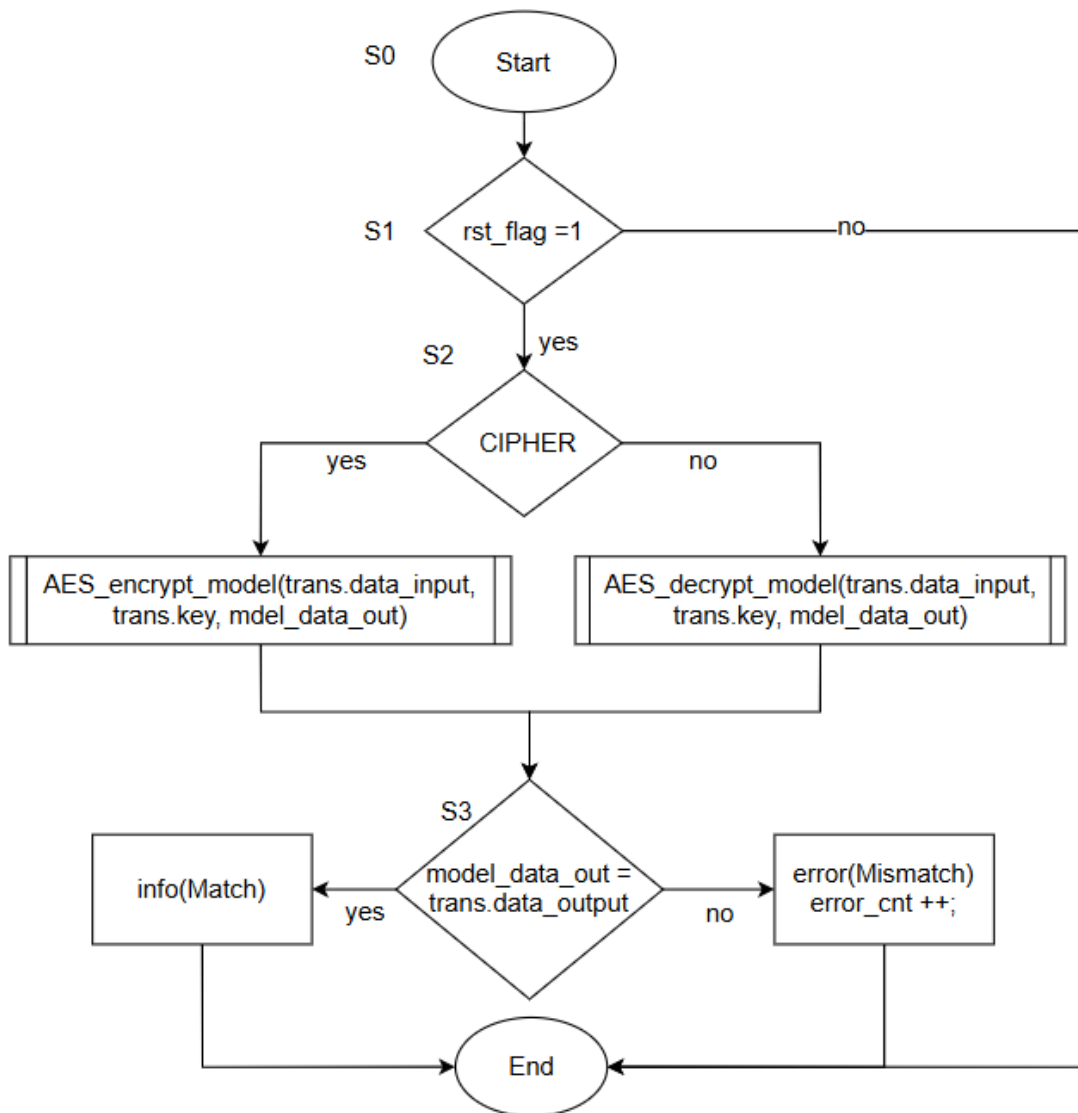 S0
Start
S1
rst_flag =1
no
yes
S2
CIPHER
yes
no
AES_encrypt_model(trans.data_input,
trans.key, mdel_data_out)
AES_decrypt_model(trans.data_input,
trans.key, mdel_data_out)
S3
model_data_out =
trans.data_output
info(Match)
yes
no
error(Mismatch)
error_cnt ++;
End